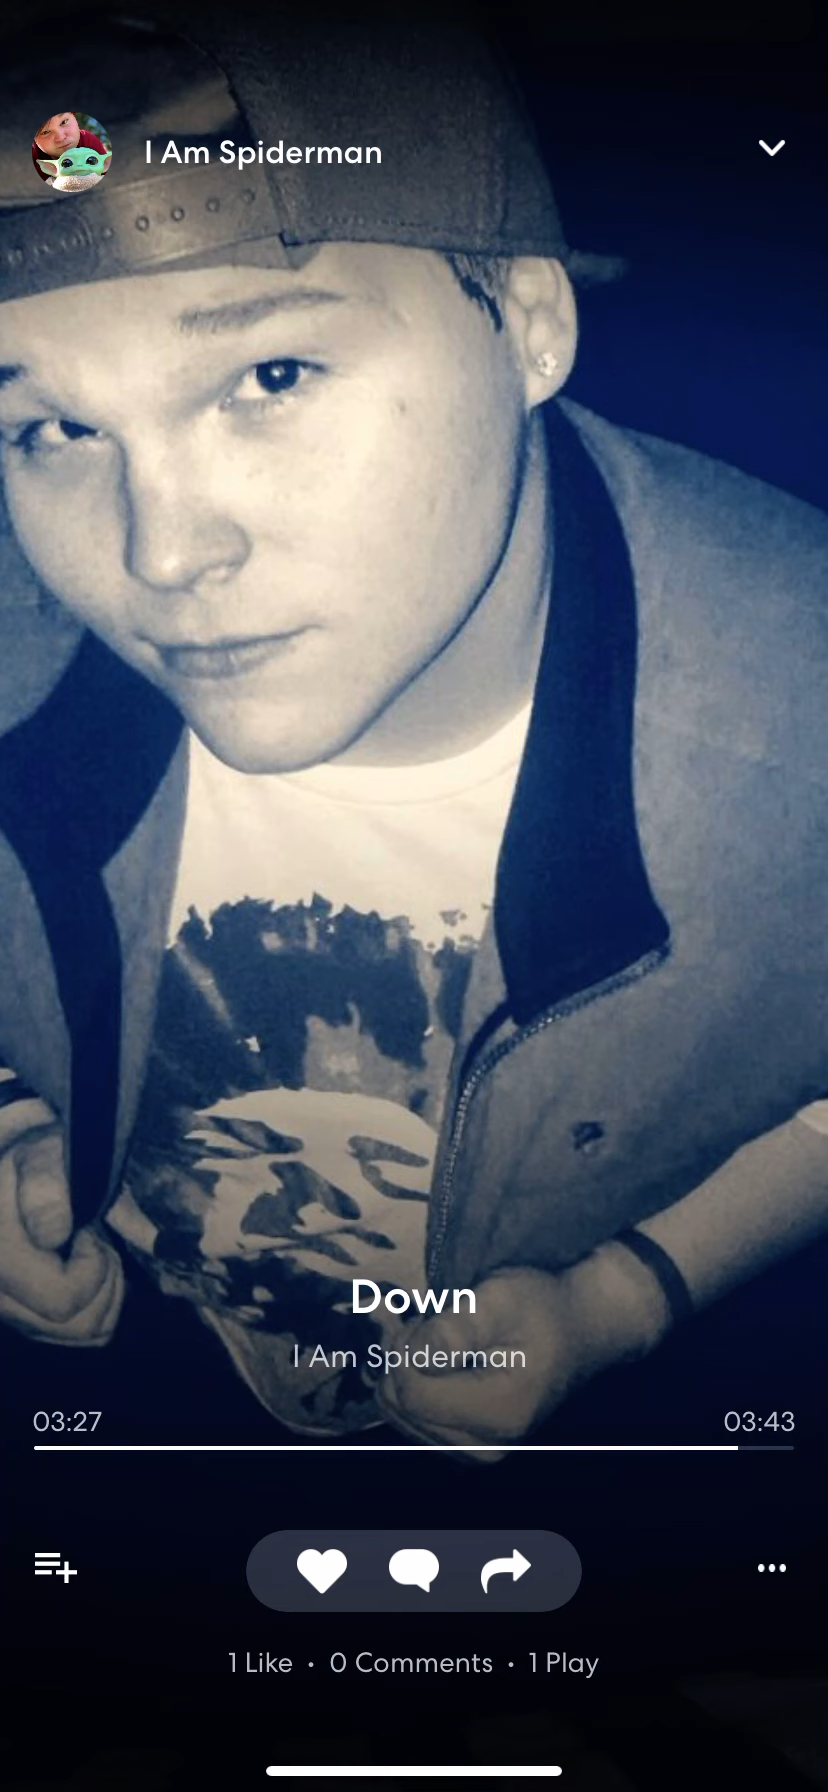 I Am Spiderman
Down
I Am Spiderman
03:27 03:43
1 Like • 0 Comments • 1 Play